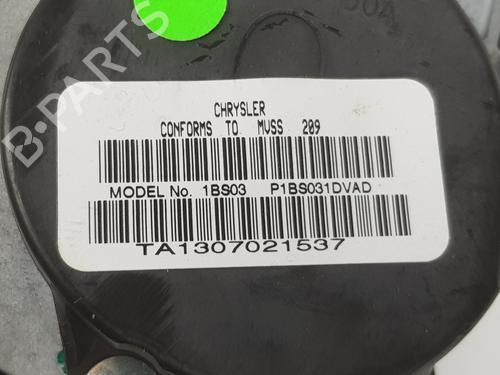 CHRYSLER
CONFORMS TO MVSS 209
MODEL No. 1BS03 P1BS031DVAD
TA1307021537
B-PARTS